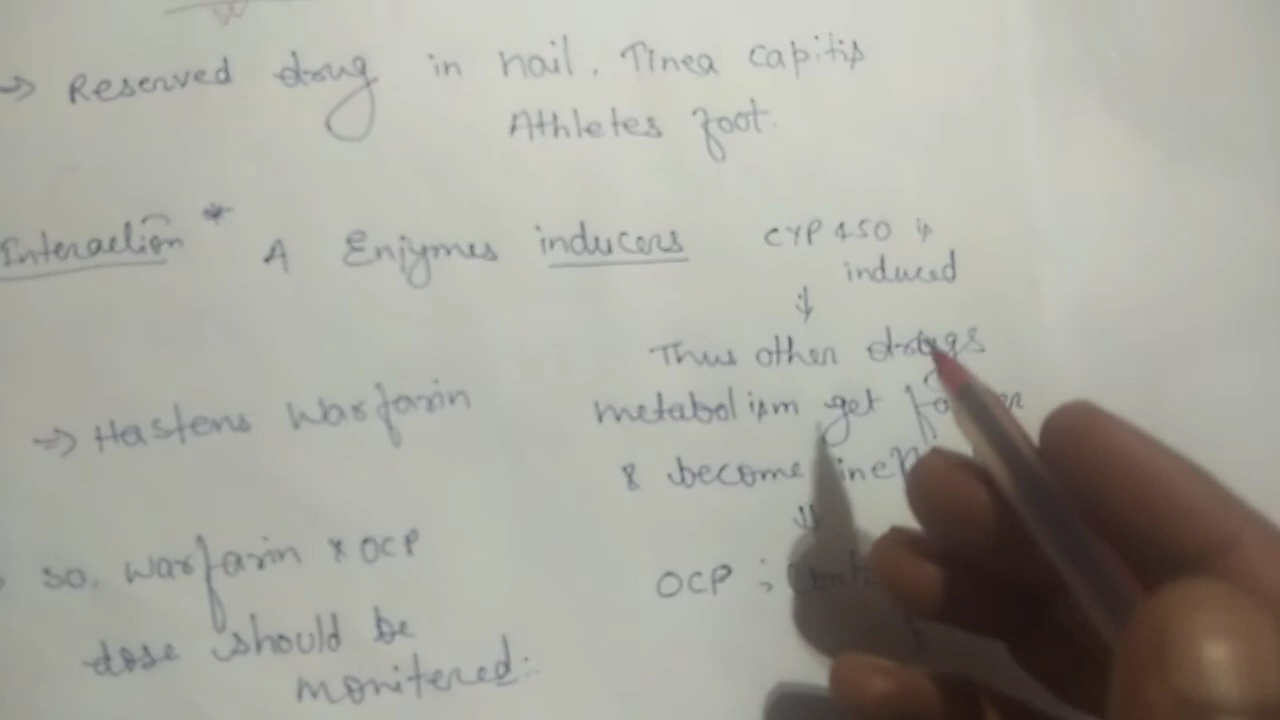 → Reserved drug in nail. Tinea capitis
Athletes foot.
Interaction * A Enzymes inducers
CYP 450 is
induced
↓
Thus other drugs
metabolism get
& become
⇒ Hastens Warfarin
⇓
OCP ;
so. warfarin & OCP
dose should be
monitered: